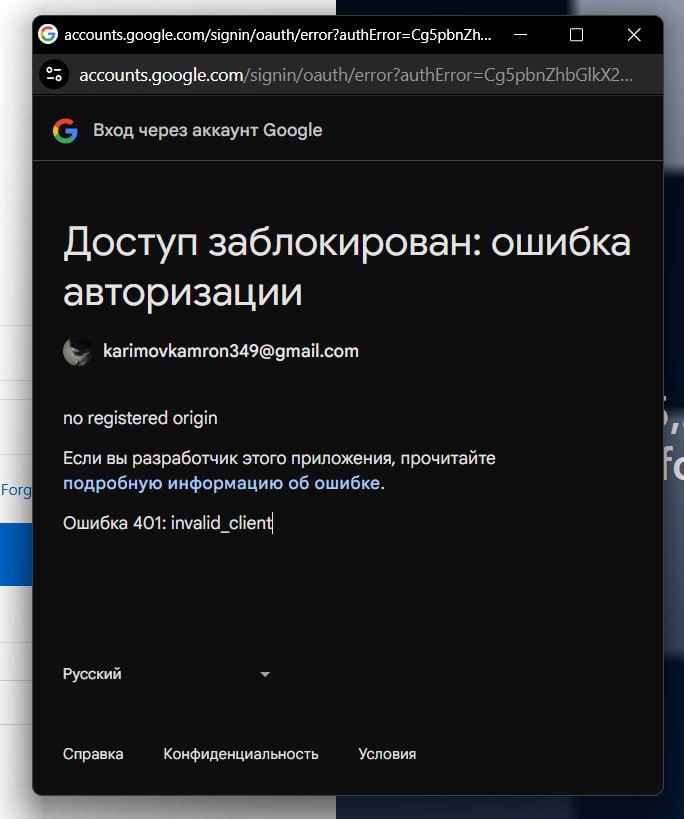 accounts.google.com/signin/oauth/error?authError=Cg5pbnZh...
accounts.google.com/signin/oauth/error?authError=Cg5pbnZhbGlkX2...
Вход через аккаунт Google
Доступ заблокирован: ошибка
авторизации
karimovkamron349@gmail.com
no registered origin
Если вы разработчик этого приложения, прочитайте
подробную информацию об ошибке.
Forg
Ошибка 401: invalid_client
Русский
Справка Конфиденциальность Условия